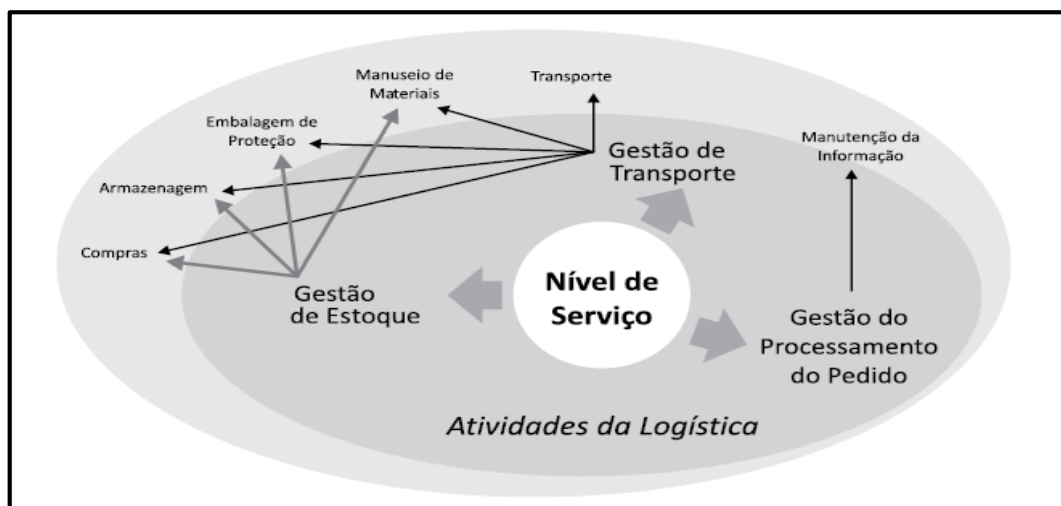 Manuseio de
Materiais
Transporte
Embalagem de
Proteção
Manutenção da
Informação
Gestão de
Transporte
Armazenagem
Compras
Nível de
Serviço
Gestão
de Estoque
Gestão do
Processamento
do Pedido
Atividades da Logística